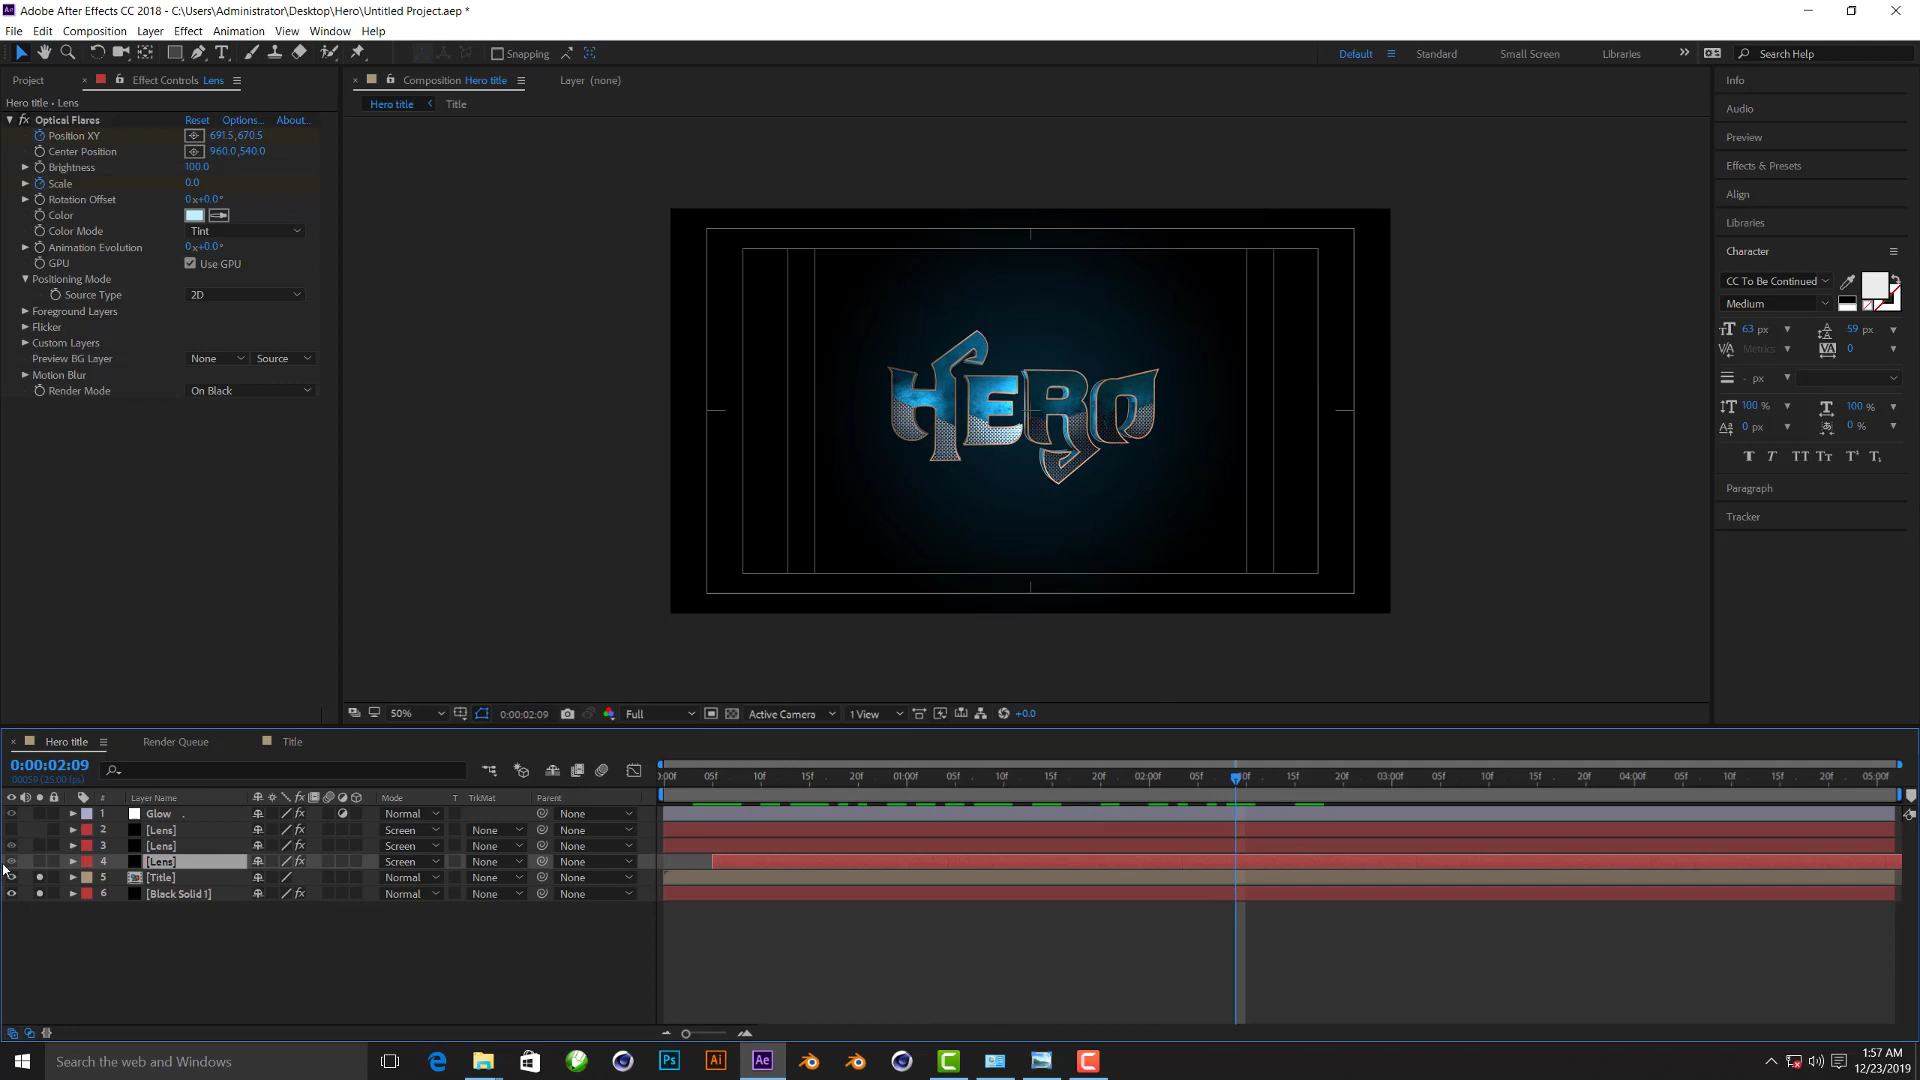 Adobe After Effects CC 2018 - C:\Users\Administrator\Desktop\Hero\Untitled Project.aep *
File Edit Composition Layer Effect Animation View Window Help
Snapping Default Standard Small Screen Libraries Search Help
Project Effect Controls Lens Composition Hero title Layer (none) Info
Hero title • Lens Hero title Title
Optical Flares Reset Options... About... Audio
Position XY 691.5,670.5 Preview
Center Position 960.0,540.0
Brightness 100.0 Effects & Presets
Scale 0.0 Align
Rotation Offset 0x+0.0°
Color Libraries
Color Mode Tint
Animation Evolution 0x+0.0° Character
GPU Use GPU
Positioning Mode CC To Be Continued
Source Type 2D Medium
Foreground Layers
Flicker 63 px 59 px
Custom Layers Metrics 0
Preview BG Layer None Source
Motion Blur - px
Render Mode On Black
HERO
100 % 100 %
0 px 0 %
T T TT Tt T¹ T₁
Paragraph
Tracker
50% 0:00:02:09 Full Active Camera 1 View +0.0
Hero title Render Queue Title
0:00:02:09
00059 (25.00 fps)
:00f 05f 10f 15f 20f 01:00f 05f 10f 15f 20f 02:00f 05f 10f 15f 20f 03:00f 05f 10f 15f 20f 04:00f 05f 10f 15f 20f 05:00f
# Layer Name Mode T TrkMat Parent
1 Glow Normal None
2 [Lens] Screen None None
3 [Lens] Screen None None
4 [Lens] Screen None None
5 [Title] Normal None None
6 [Black Solid 1] Normal None None
Search the web and Windows
1:57 AM
12/23/2019